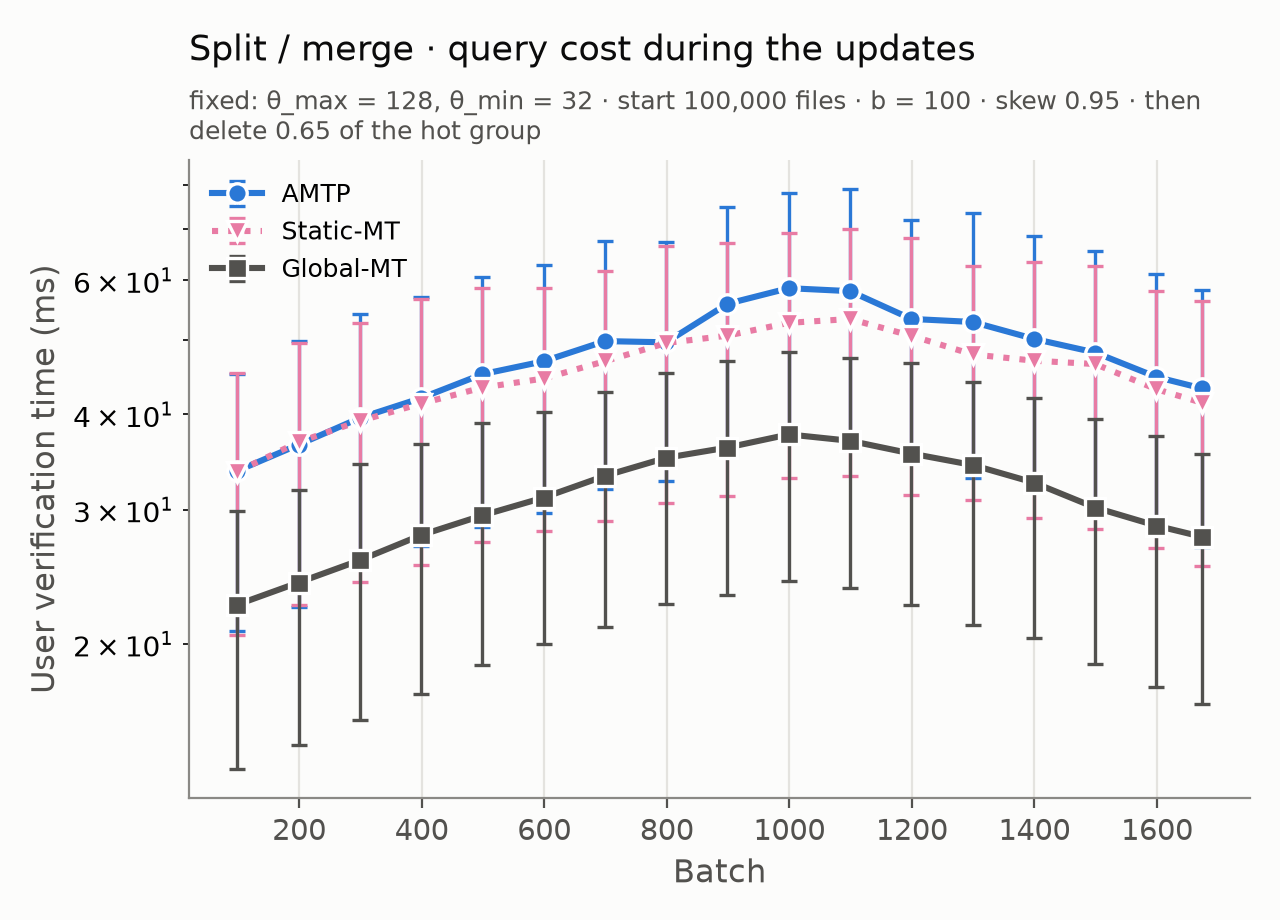 Split / merge · query cost during the updates
fixed: θ_max = 128, θ_min = 32 · start 100,000 files · b = 100 · skew 0.95 · then
delete 0.65 of the hot group
AMTP
Static-MT
Global-MT
User verification time (ms)
6 × 10¹
4 × 10¹
3 × 10¹
2 × 10¹
200 400 600 800 1000 1200 1400 1600
Batch